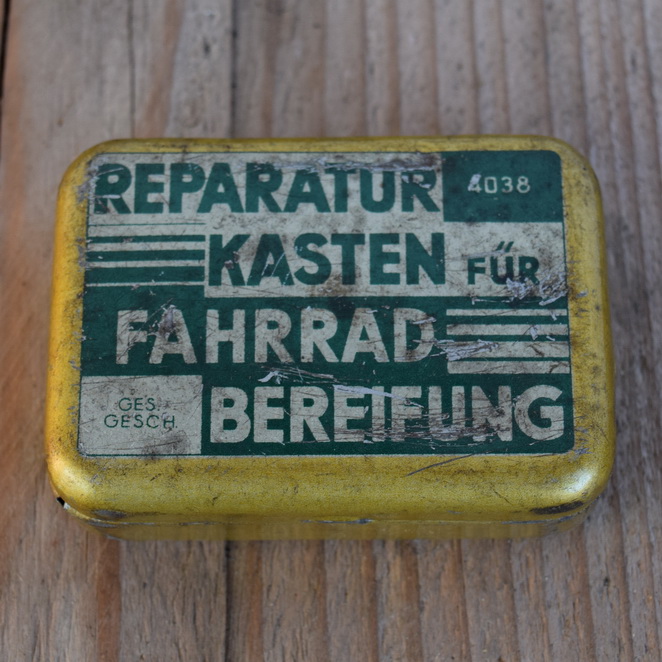 REPARATUR 4038
KASTEN FÜR
FAHRRAD
GES.
GESCH.
BEREIFUNG